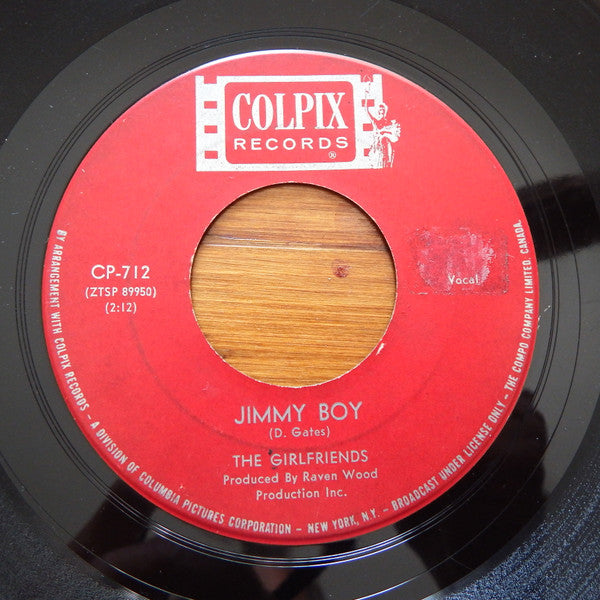 COLPIX
RECORDS
®
CP-712
(ZTSP 89950)
(2:12)
Vocal
JIMMY BOY
(D. Gates)
THE GIRLFRIENDS
Produced By Raven Wood
Production Inc.
BY ARRANGEMENT WITH COLPIX RECORDS – A DIVISION OF COLUMBIA PICTURES CORPORATION – NEW YORK, N.Y. – BROADCAST UNDER LICENSE ONLY – THE COMPO COMPANY LIMITED. CANADA.